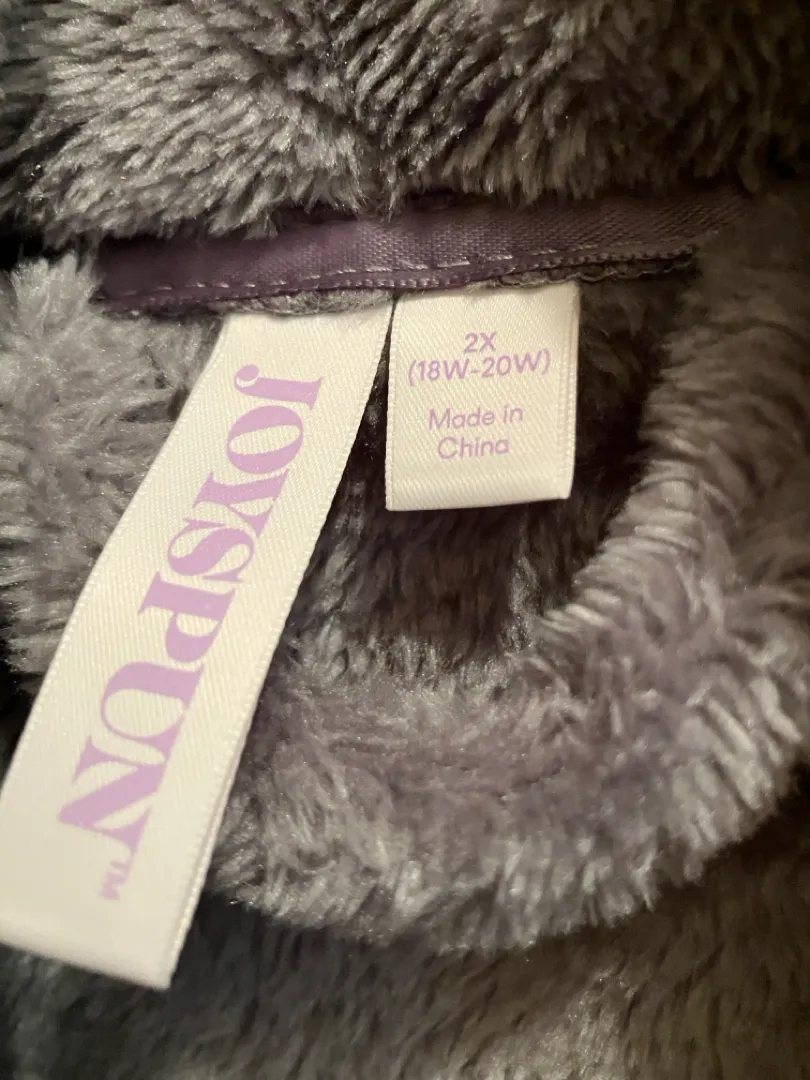 JOYSPUN™
2X
(18W-20W)
Made in
China